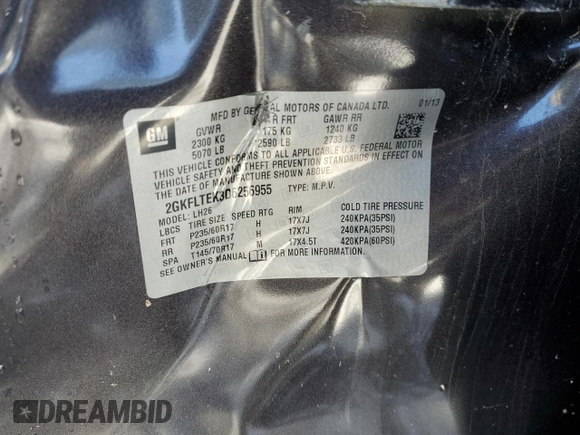 MFD BY GENERAL MOTORS OF CANADA LTD. 01/13
GM
GVWR GAWR FRT GAWR RR
2300 KG 1175 KG 1240 KG
5070 LB 2590 LB 2733 LB
THIS VEHICLE CONFORMS TO ALL APPLICABLE U.S. FEDERAL MOTOR
VEHICLE SAFETY AND THEFT PREVENTION STANDARDS IN EFFECT ON
THE DATE OF MANUFACTURE SHOWN ABOVE.
2GKFLTEK3D6256955 TYPE: M.P.V.
MODEL: LH26
LBCS TIRE SIZE SPEED RTG RIM COLD TIRE PRESSURE
FRT P235/60R17 H 17X7J 240KPA(35PSI)
RR P235/60R17 H 17X7J 240KPA(35PSI)
SPA T145/70R17 M 17X4.5T 420KPA(60PSI)
SEE OWNER'S MANUAL FOR MORE INFORMATION.
DREAMBID